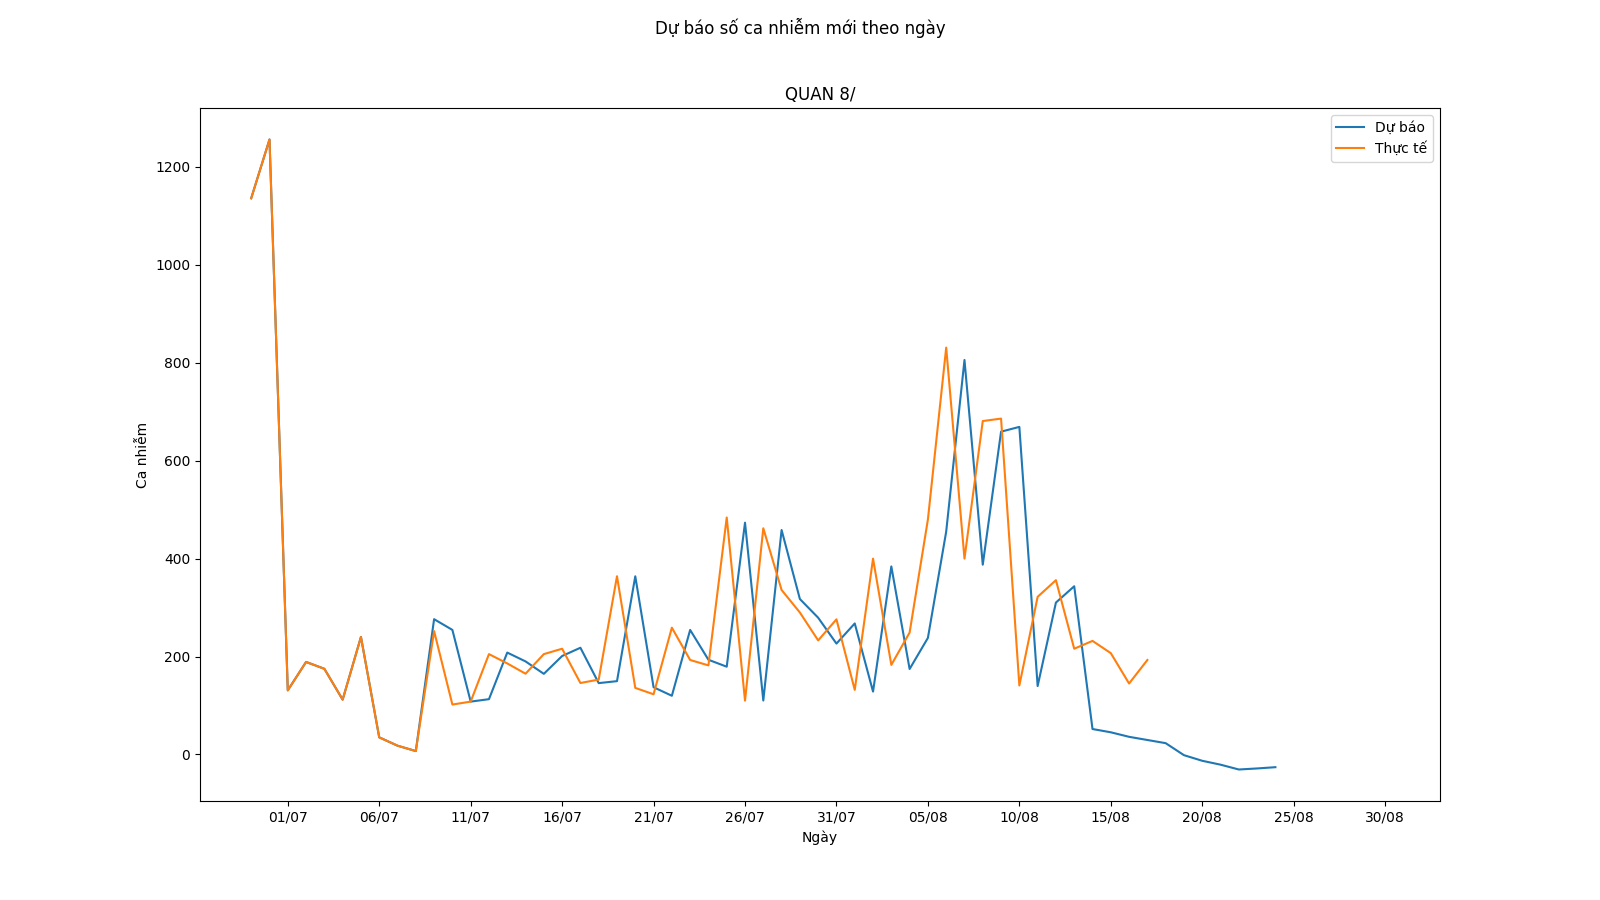 Dự báo số ca nhiễm mới theo ngày
QUAN 8/
Dự báo
Thực tế
1200
1000
800
600
400
200
0
Ca nhiễm
01/07 06/07 11/07 16/07 21/07 26/07 31/07 05/08 10/08 15/08 20/08 25/08 30/08
Ngày